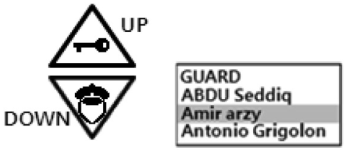 UP
DOWN
GUARD
ABDU Seddiq
Amir arzy
Antonio Grigolon